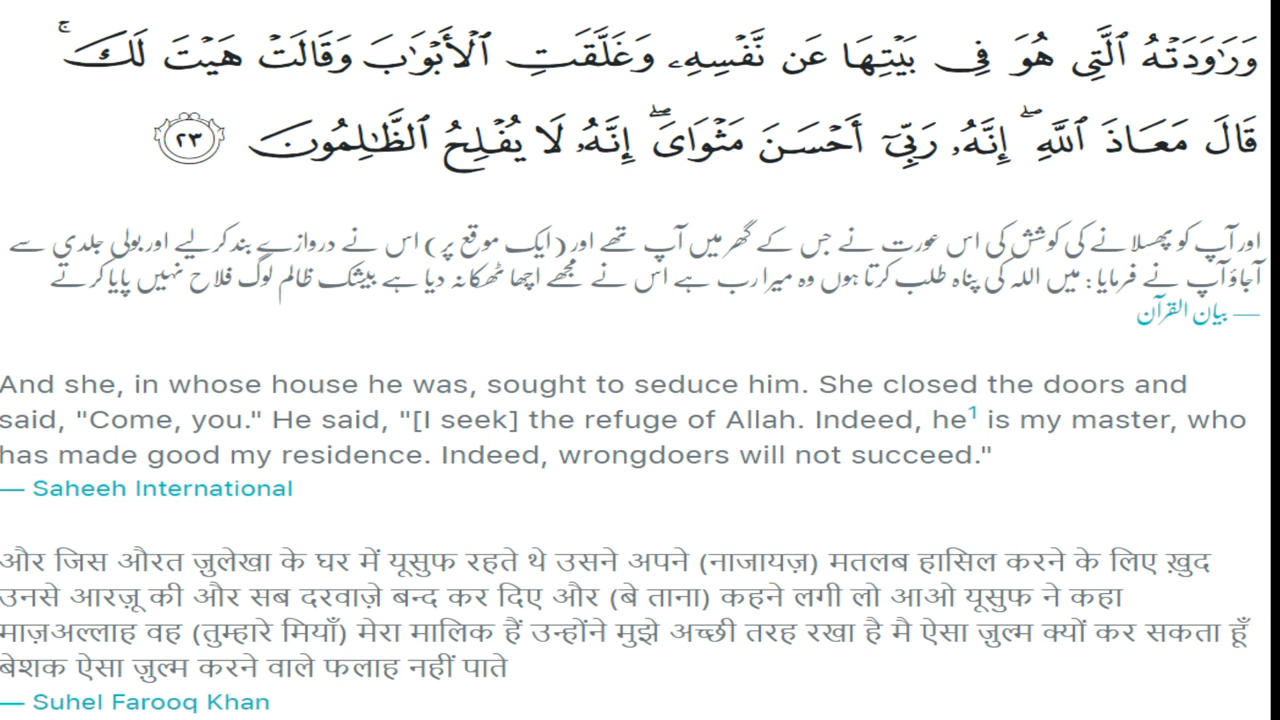 وَرَٰوَدَتْهُ ٱلَّتِى هُوَ فِى بَيْتِهَا عَن نَّفْسِهِۦ وَغَلَّقَتِ ٱلْأَبْوَٰبَ وَقَالَتْ هَيْتَ لَكَ ۚ
قَالَ مَعَاذَ ٱللَّهِ ۖ إِنَّهُۥ رَبِّىٓ أَحْسَنَ مَثْوَاىَ ۖ إِنَّهُۥ لَا يُفْلِحُ ٱلظَّٰلِمُونَ ٢٣
اور آپ کو پھسلانے کی کوشش کی اس عورت نے جس کے گھر میں آپ تھے اور (ایک موقع پر) اس نے دروازے بند کرلیے اور بولی جلدی سے
آجاؤ آپ نے فرمایا : میں اللہ کی پناہ طلب کرتا ہوں وہ میرا رب ہے اس نے مجھے اچھا ٹھکانہ دیا ہے بیشک ظالم لوگ فلاح نہیں پایا کرتے
— بیان القرآن
And she, in whose house he was, sought to seduce him. She closed the doors and
said, "Come, you." He said, "[I seek] the refuge of Allah. Indeed, he1 is my master, who
has made good my residence. Indeed, wrongdoers will not succeed."
— Saheeh International
और जिस औरत ज़ुलेखा के घर में यूसुफ रहते थे उसने अपने (नाजायज़) मतलब हासिल करने के लिए ख़ुद
उनसे आरज़ू की और सब दरवाज़े बन्द कर दिए और (बे ताना) कहने लगी लो आओ यूसुफ ने कहा
माज़अल्लाह वह (तुम्हारे मियाँ) मेरा मालिक हैं उन्होंने मुझे अच्छी तरह रखा है मै ऐसा ज़ुल्म क्यों कर सकता हूँ
बेशक ऐसा ज़ुल्म करने वाले फलाह नहीं पाते
— Suhel Farooq Khan